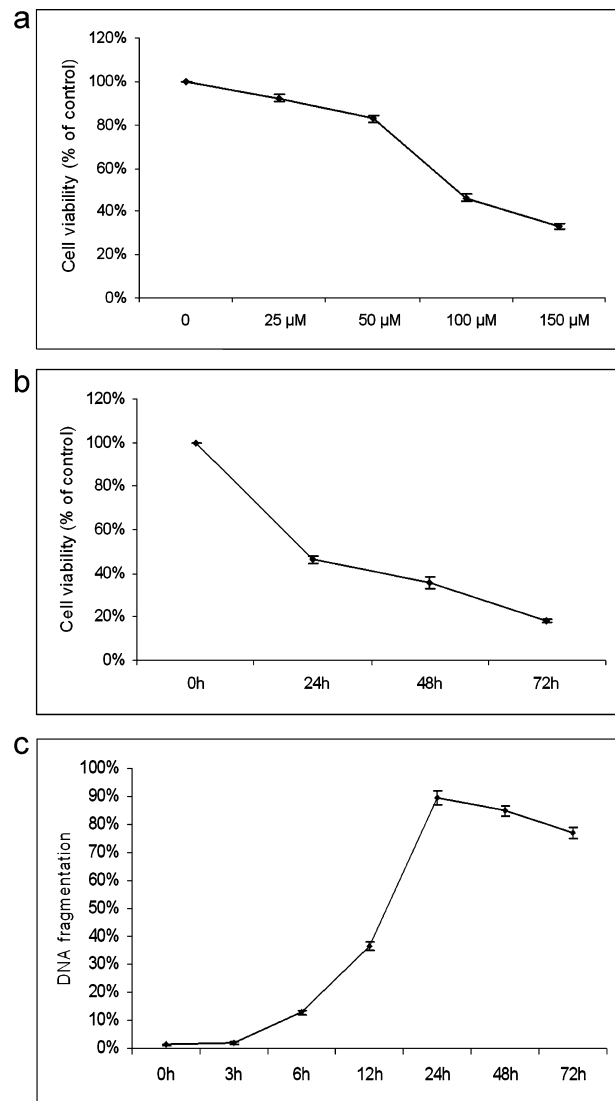 a
120%
100%
80%
60%
40%
20%
0%
Cell viability (% of control)
0 25 µM 50 µM 100 µM 150 µM
b
120%
100%
80%
60%
40%
20%
0%
Cell viability (% of control)
0h 24h 48h 72h
c
100%
90%
80%
70%
60%
50%
40%
30%
20%
10%
0%
DNA fragmentation
0h 3h 6h 12h 24h 48h 72h